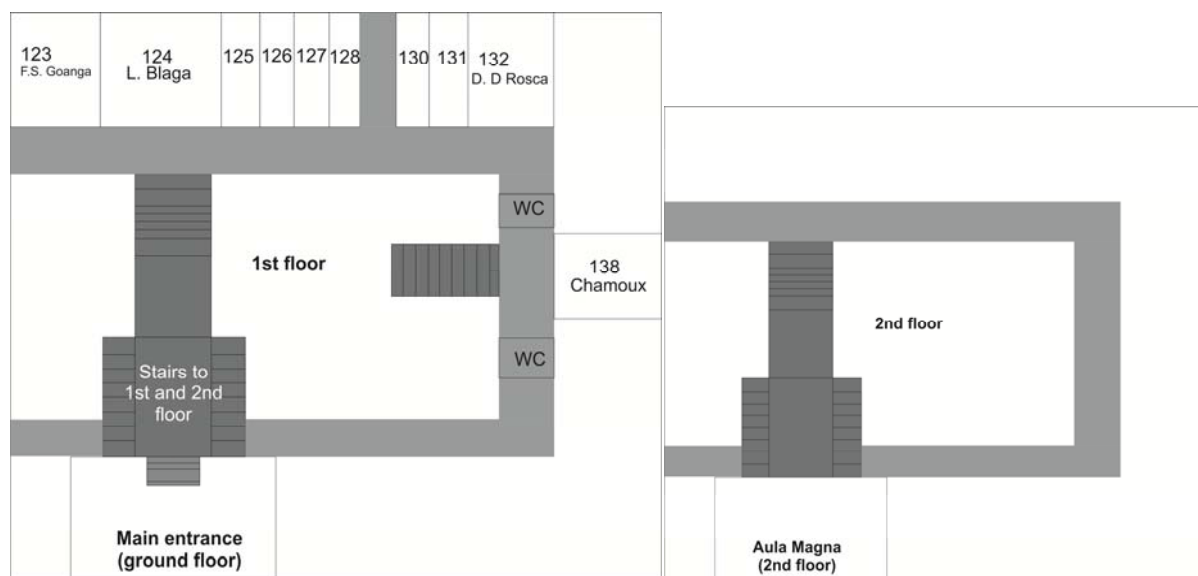 123
F.S. Goanga
124
L. Blaga
125
126
127
128
130
131
132
D. D Rosca
WC
1st floor
138
Chamoux
WC
Stairs to
1st and 2nd
floor
Main entrance
(ground floor)
2nd floor
Aula Magna
(2nd floor)